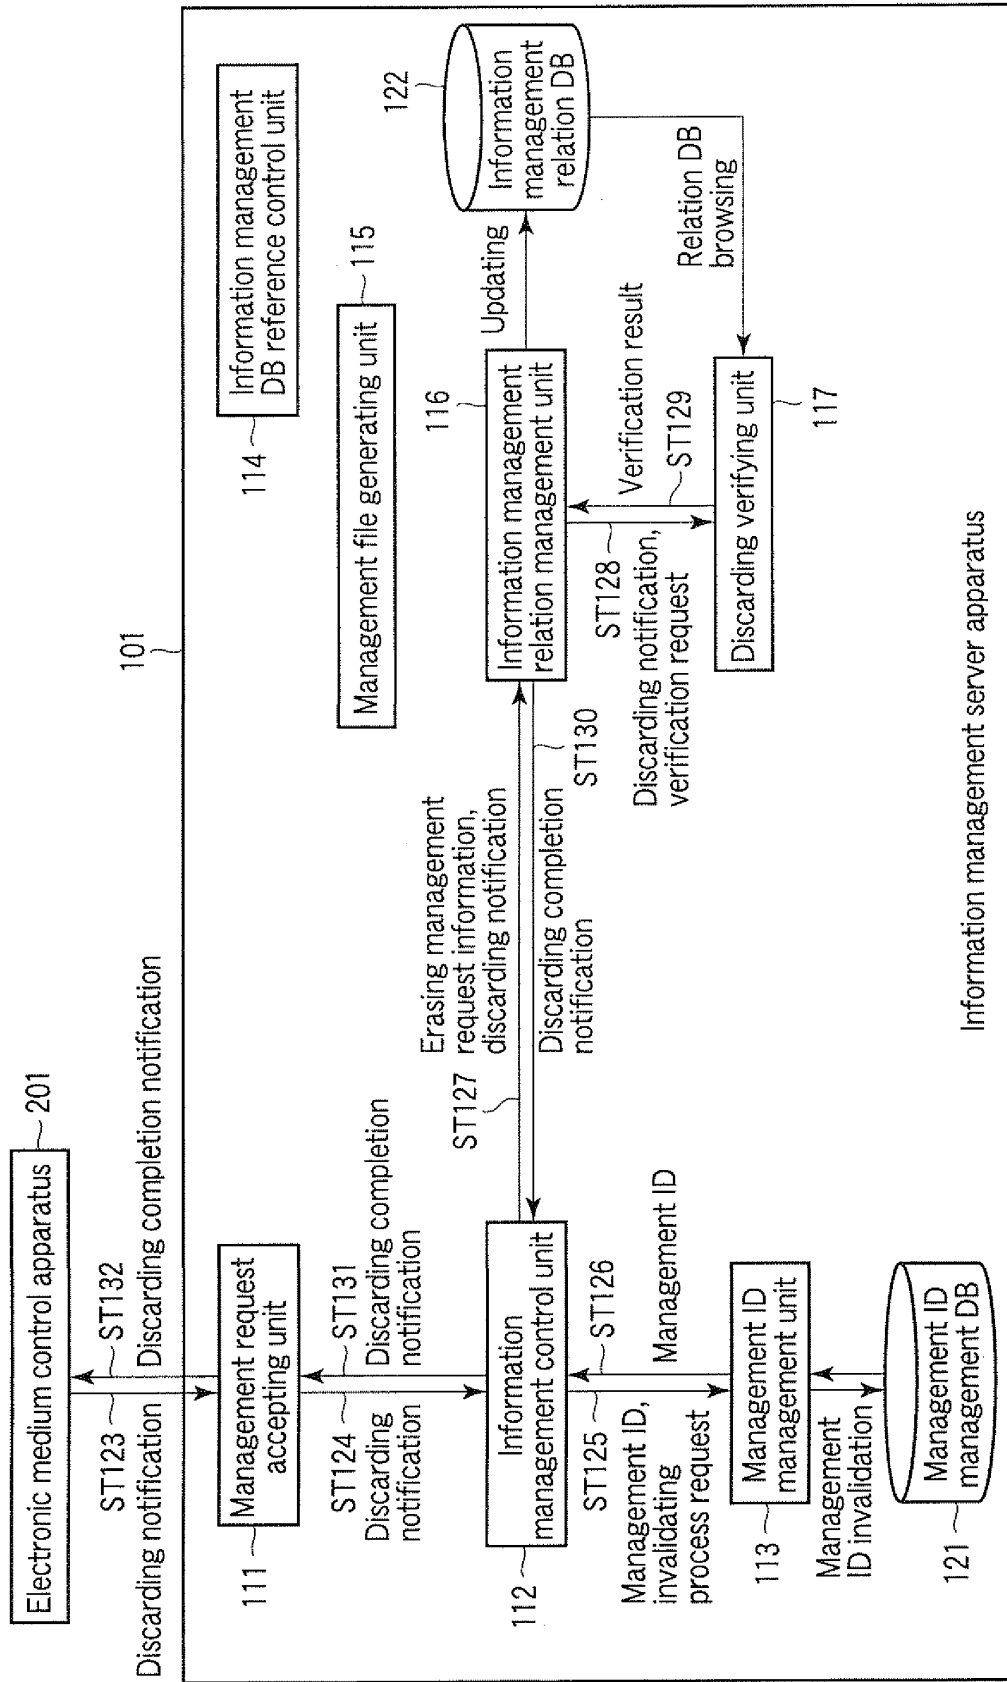 Electronic medium control apparatus
201
Discarding notification
ST123
ST132
Discarding completion notification
101
Management request
accepting unit
111
Information management
DB reference control unit
114
Management file generating unit
115
ST124
Discarding
notification
ST131
Discarding completion
notification
Information
management control unit
112
ST127
Erasing management
request information,
discarding notification
Discarding completion
notification
ST130
Information management
relation management unit
116
Updating
Information
management
relation DB
122
ST125
Management ID,
invalidating
process request
ST126
Management ID
ST128
Discarding notification,
verification request
ST129
Verification result
Relation DB
browsing
Management ID
management unit
113
Discarding verifying unit
117
Management
ID invalidation
Management ID
management DB
121
Information management server apparatus